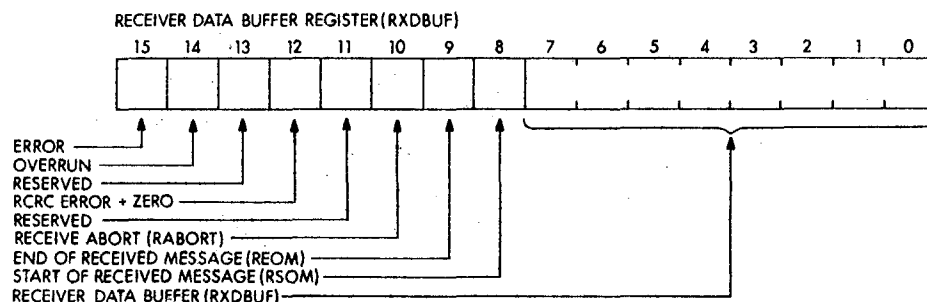 RECEIVER DATA BUFFER REGISTER (RXDBUF)
15 14 13 12 11 10 9 8 7 6 5 4 3 2 1 0
ERROR
OVERRUN
RESERVED
RCRC ERROR + ZERO
RESERVED
RECEIVE ABORT (RABORT)
END OF RECEIVED MESSAGE (REOM)
START OF RECEIVED MESSAGE (RSOM)
RECEIVER DATA BUFFER (RXDBUF)